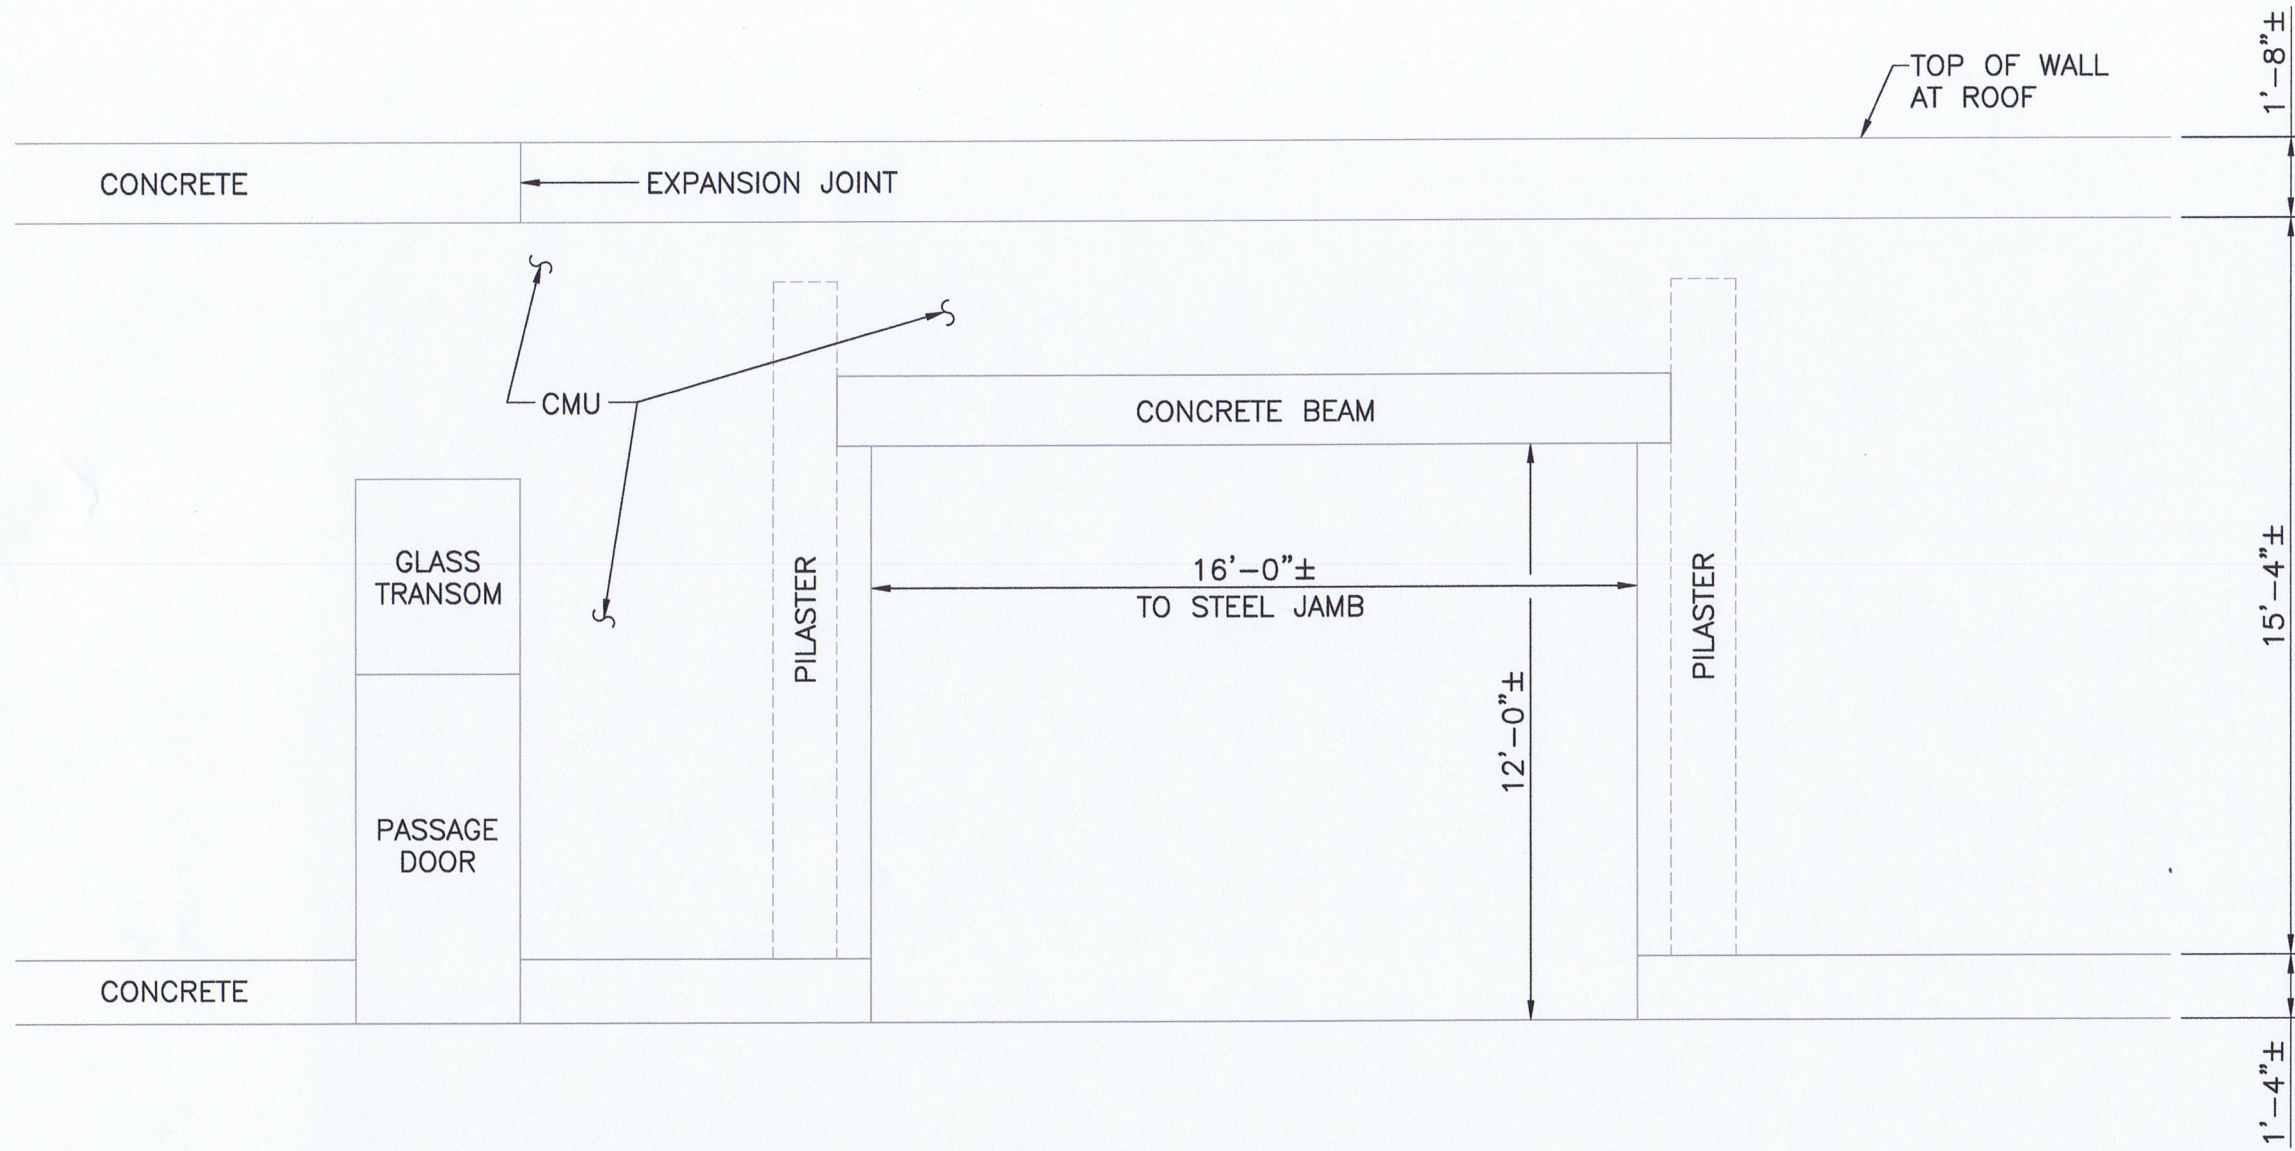 1'-8"±
TOP OF WALL
AT ROOF
CONCRETE
EXPANSION JOINT
CMU
CONCRETE BEAM
GLASS
TRANSOM
PILASTER
16'-0"±
TO STEEL JAMB
PILASTER
15'-4"±
12'-0"±
PASSAGE
DOOR
CONCRETE
1'-4"±